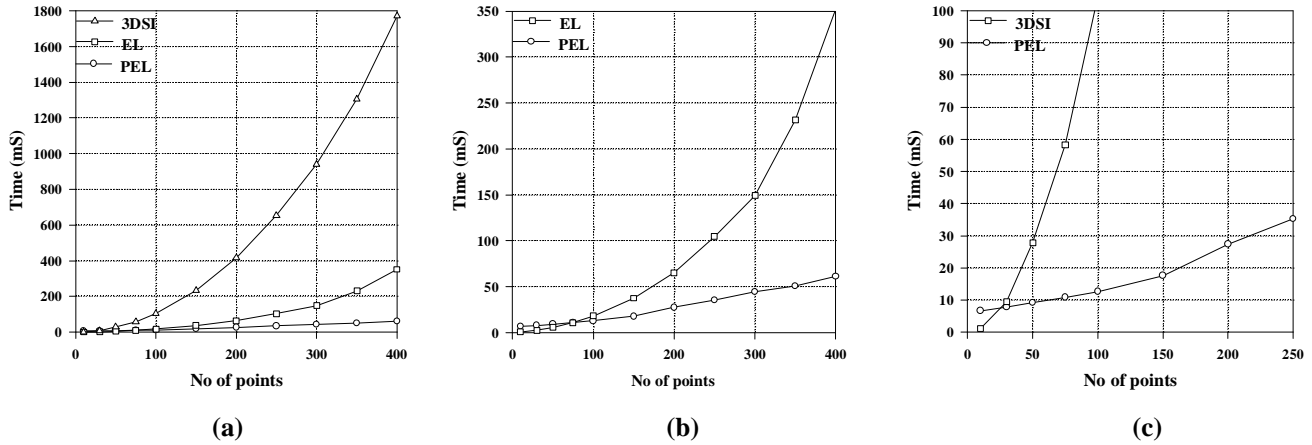 1800
1600
1400
1200
1000
800
600
400
200
0
3DSI
EL
PEL
Time (mS)
0 100 200 300 400
No of points
(a)
350
300
250
200
150
100
50
0
EL
PEL
Time (mS)
0 100 200 300 400
No of points
(b)
100
90
80
70
60
50
40
30
20
10
0
3DSI
PEL
Time (mS)
0 50 100 150 200 250
No of points
(c)